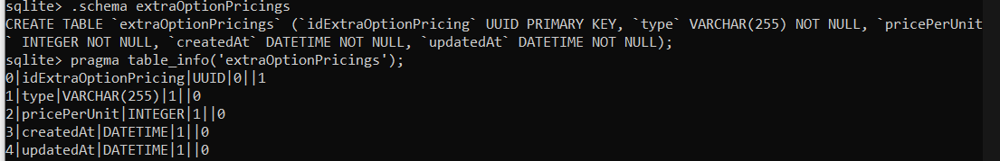 sqlite> .schema extraOptionPricings
CREATE TABLE `extraOptionPricings` (`idExtraOptionPricing` UUID PRIMARY KEY, `type` VARCHAR(255) NOT NULL, `pricePerUnit
` INTEGER NOT NULL, `createdAt` DATETIME NOT NULL, `updatedAt` DATETIME NOT NULL);
sqlite> pragma table_info('extraOptionPricings');
0|idExtraOptionPricing|UUID|0||1
1|type|VARCHAR(255)|1||0
2|pricePerUnit|INTEGER|1||0
3|createdAt|DATETIME|1||0
4|updatedAt|DATETIME|1||0